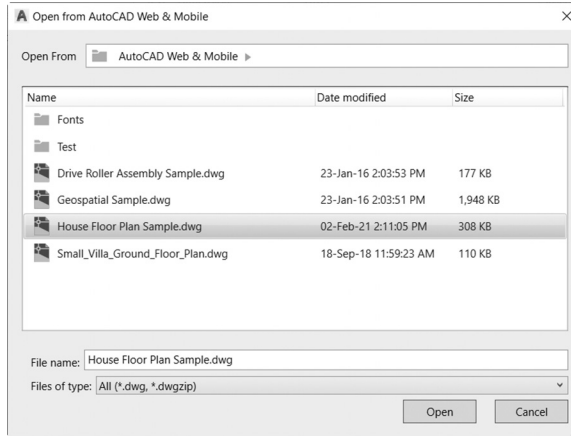 Open from AutoCAD Web & Mobile
Open From AutoCAD Web & Mobile
Name Date modified Size
Fonts
Test
Drive Roller Assembly Sample.dwg 23-Jan-16 2:03:53 PM 177 KB
Geospatial Sample.dwg 23-Jan-16 2:03:51 PM 1,948 KB
House Floor Plan Sample.dwg 02-Feb-21 2:11:05 PM 308 KB
Small_Villa_Ground_Floor_Plan.dwg 18-Sep-18 11:59:23 AM 110 KB
File name: House Floor Plan Sample.dwg
Files of type: All (*.dwg, *.dwgzip)
Open Cancel